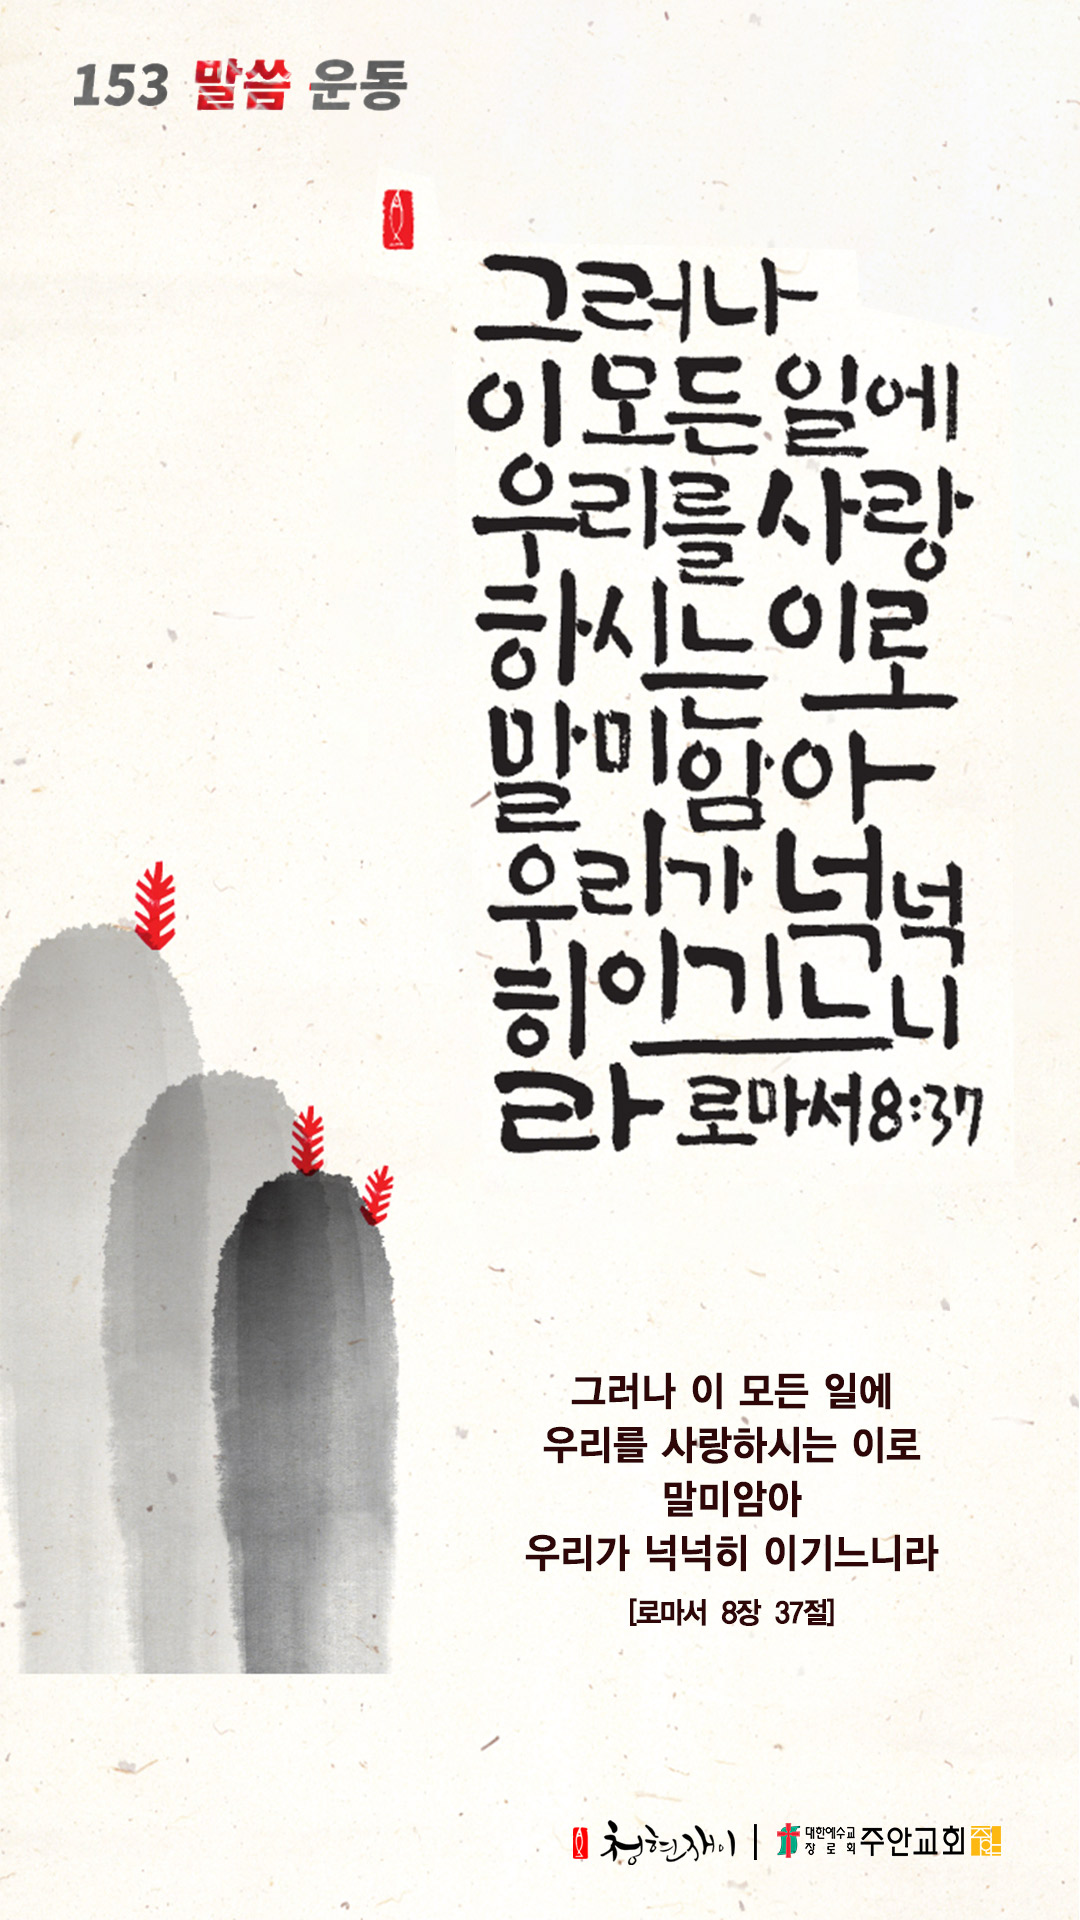 153 말씀 운동
그러나
이 모든 일에
우리를 사랑
하시는 이로
말미암아
우리가 넉넉
히 이기느니
라 로마서 8:37
그러나 이 모든 일에
우리를 사랑하시는 이로
말미암아
우리가 넉넉히 이기느니라
[로마서 8장 37절]
청현재이 | 대한예수교
장로회 주안교회